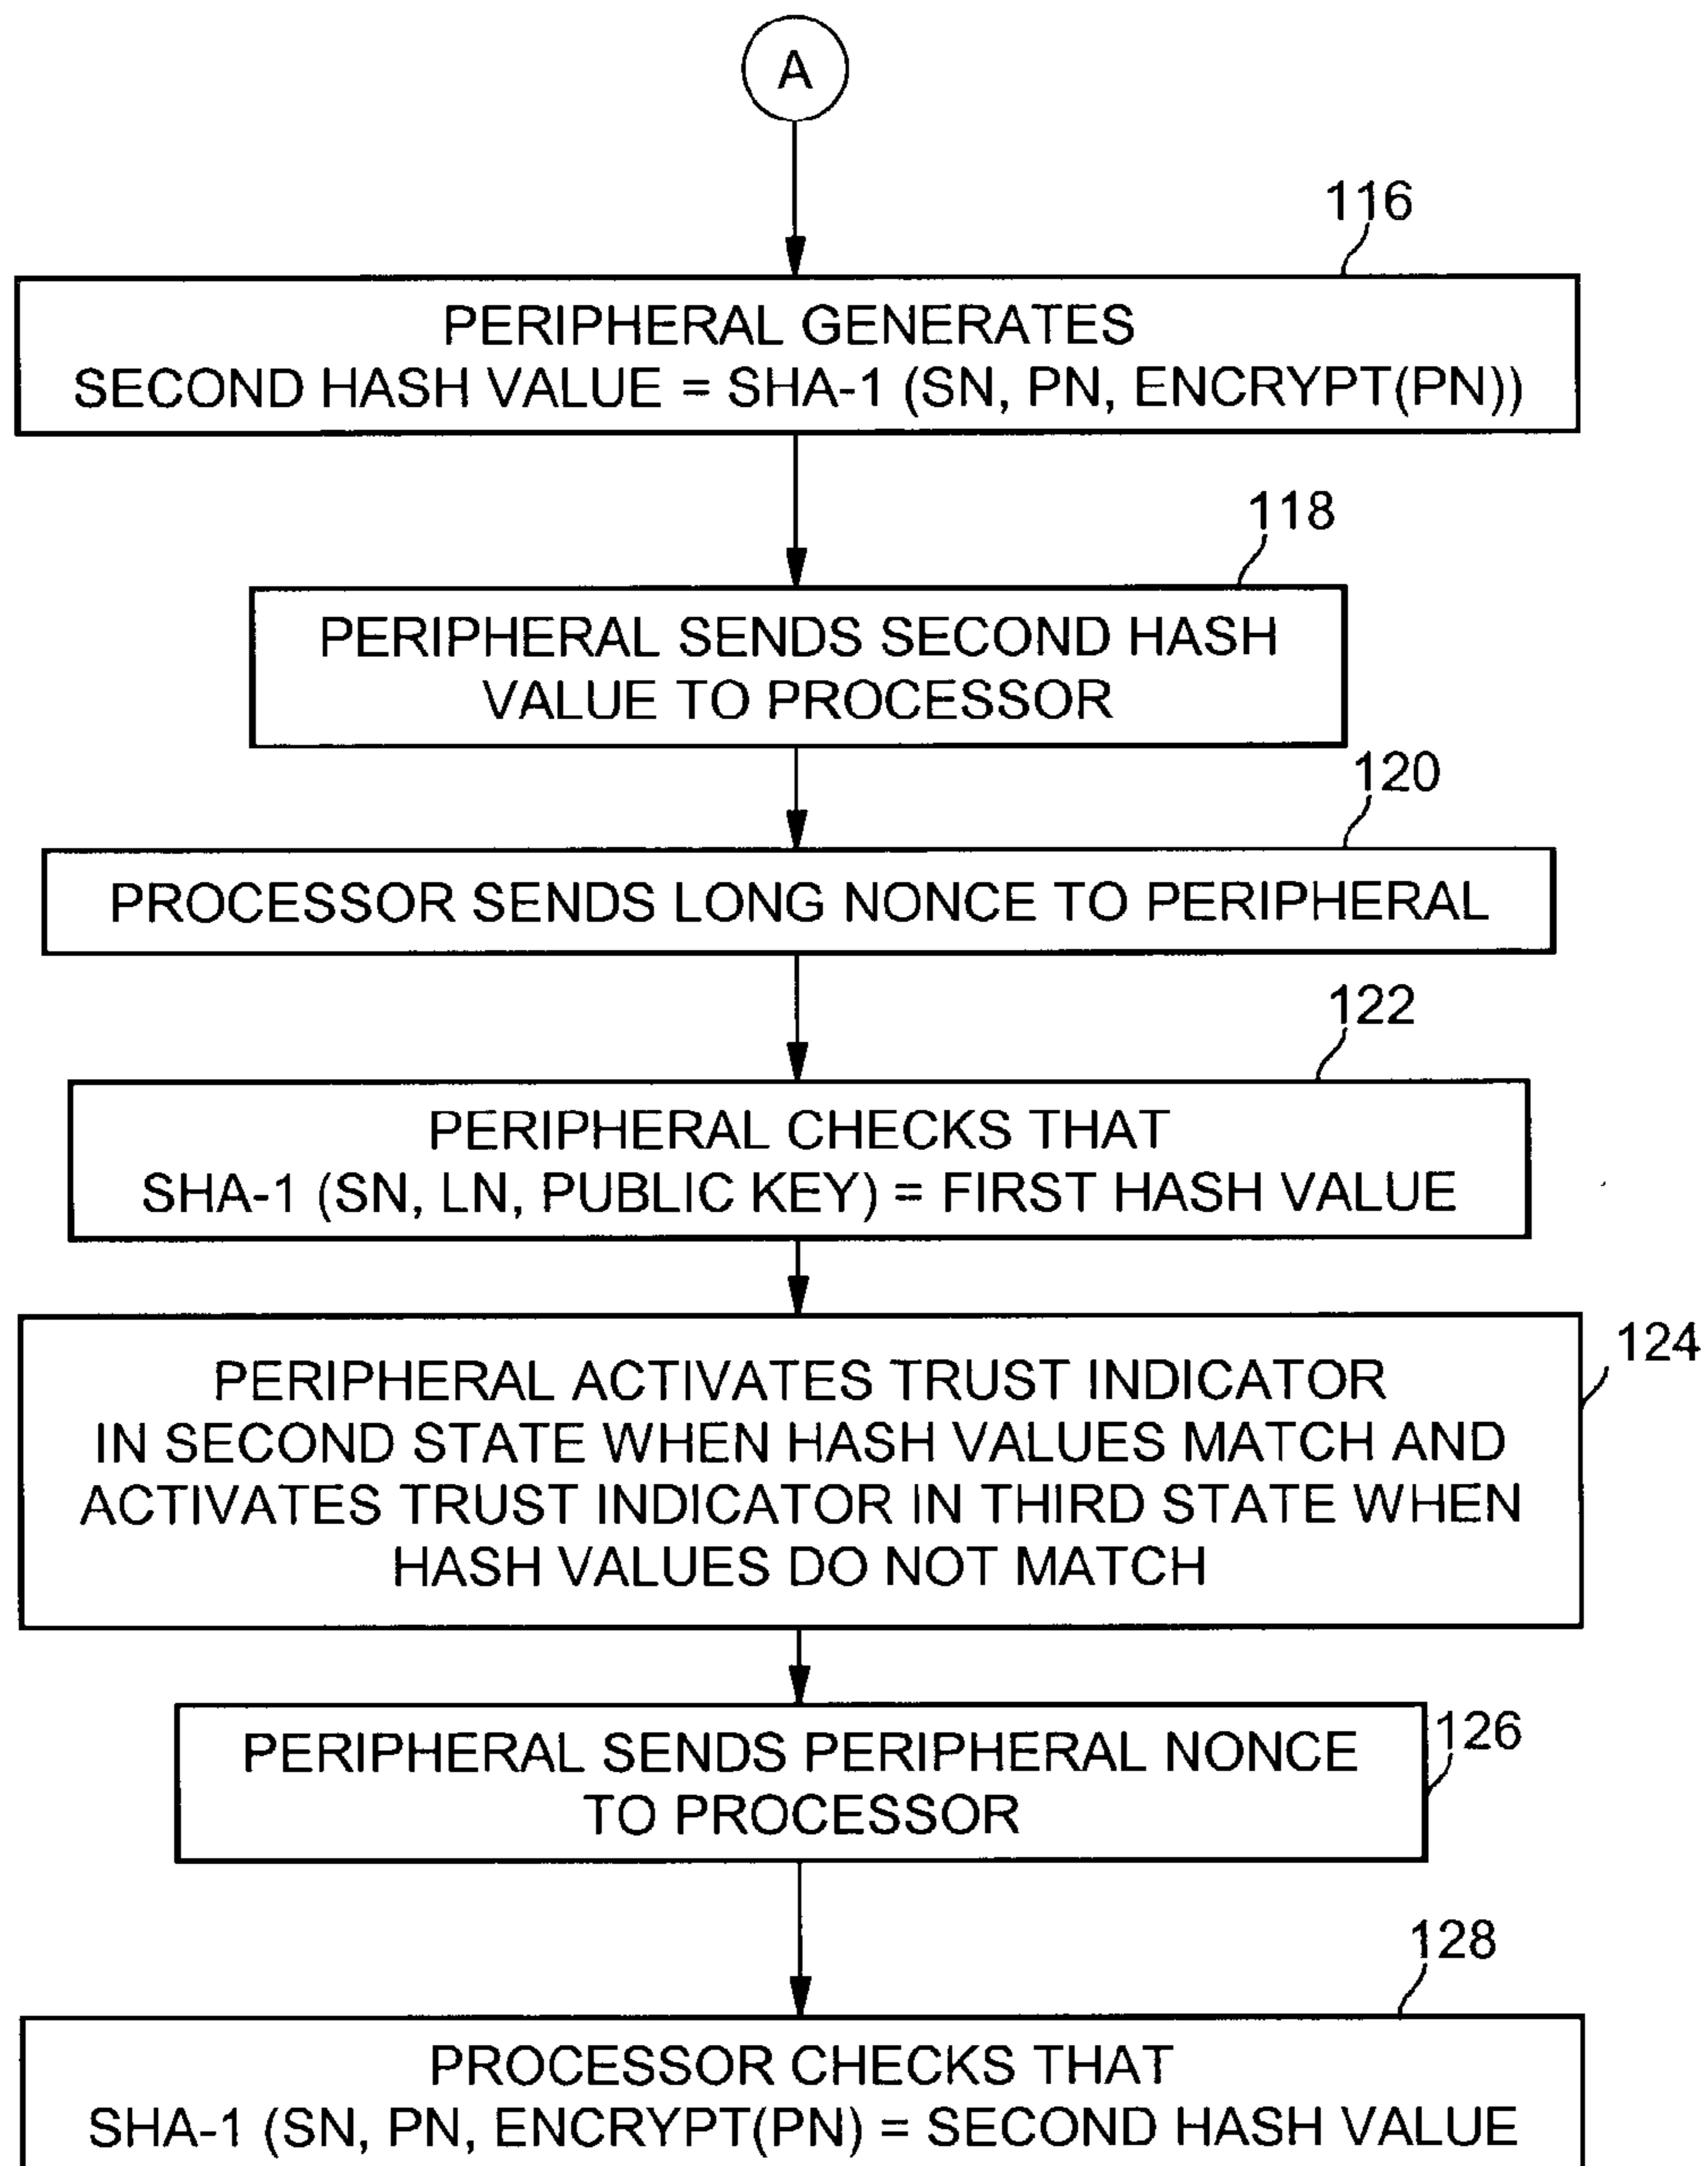 A
116
PERIPHERAL GENERATES
SECOND HASH VALUE = SHA-1 (SN, PN, ENCRYPT(PN))
118
PERIPHERAL SENDS SECOND HASH
VALUE TO PROCESSOR
120
PROCESSOR SENDS LONG NONCE TO PERIPHERAL
122
PERIPHERAL CHECKS THAT
SHA-1 (SN, LN, PUBLIC KEY) = FIRST HASH VALUE
124
PERIPHERAL ACTIVATES TRUST INDICATOR
IN SECOND STATE WHEN HASH VALUES MATCH AND
ACTIVATES TRUST INDICATOR IN THIRD STATE WHEN
HASH VALUES DO NOT MATCH
126
PERIPHERAL SENDS PERIPHERAL NONCE
TO PROCESSOR
128
PROCESSOR CHECKS THAT
SHA-1 (SN, PN, ENCRYPT(PN) = SECOND HASH VALUE